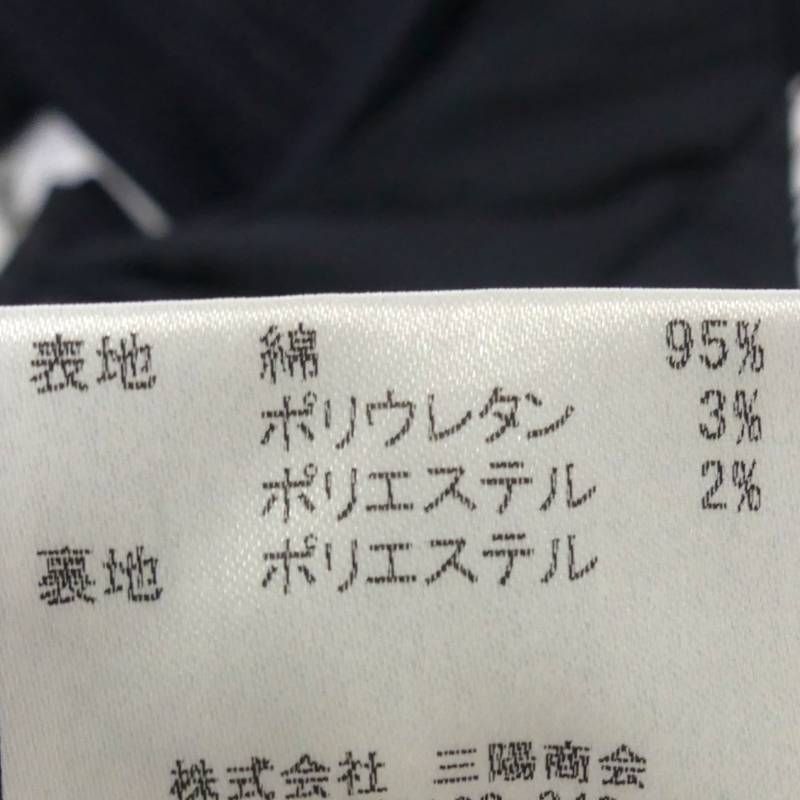 表地 綿 95%
ポリウレタン 3%
ポリエステル 2%
裏地 ポリエステル
株式会社 三陽商会